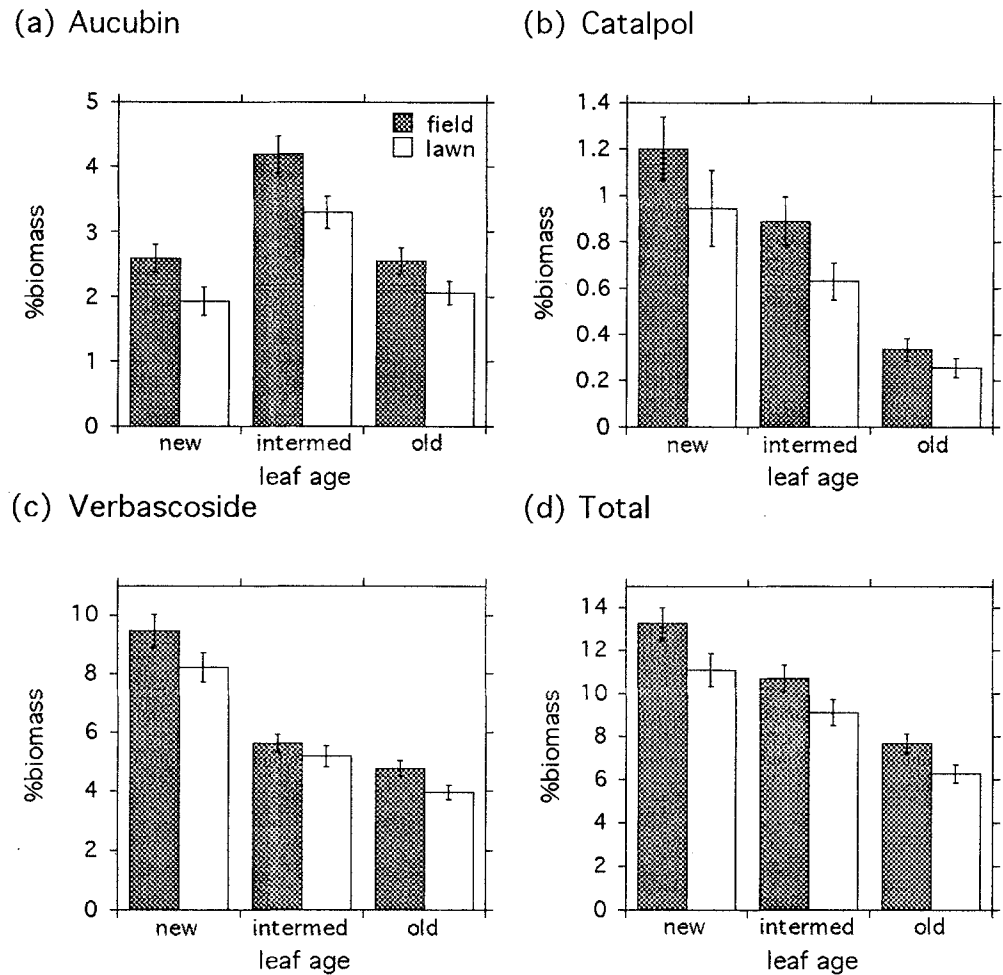 (a) Aucubin
5
4
3
2
1
0
%biomass
field
lawn
new intermed old
leaf age
(b) Catalpol
1.4
1.2
1
0.8
0.6
0.4
0.2
0
%biomass
new intermed old
leaf age
(c) Verbascoside
10
8
6
4
2
0
%biomass
new intermed old
leaf age
(d) Total
14
12
10
8
6
4
2
0
%biomass
new intermed old
leaf age